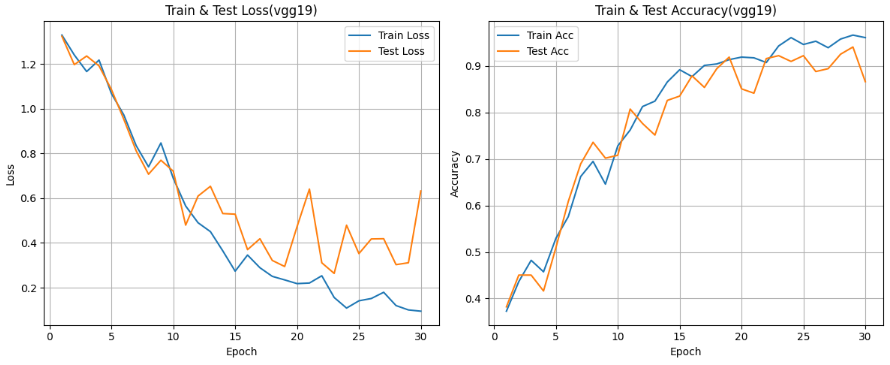 Train & Test Loss(vgg19)
Train Loss
Test Loss
1.2
1.0
0.8
0.6
0.4
0.2
Loss
0
5
10
15
20
25
30
Epoch
Train & Test Accuracy(vgg19)
Train Acc
Test Acc
0.9
0.8
0.7
0.6
0.5
0.4
Accuracy
0
5
10
15
20
25
30
Epoch